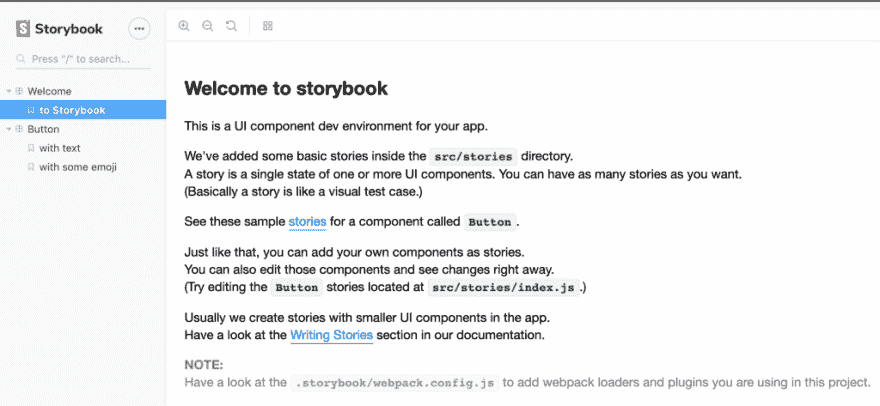 Storybook
Press "/" to search...
Welcome
to Storybook
Button
with text
with some emoji
Welcome to storybook
This is a UI component dev environment for your app.
We've added some basic stories inside the src/stories directory.
A story is a single state of one or more UI components. You can have as many stories as you want.
(Basically a story is like a visual test case.)
See these sample stories for a component called Button.
Just like that, you can add your own components as stories.
You can also edit those components and see changes right away.
(Try editing the Button stories located at src/stories/index.js.)
Usually we create stories with smaller UI components in the app.
Have a look at the Writing Stories section in our documentation.
NOTE:
Have a look at the .storybook/webpack.config.js to add webpack loaders and plugins you are using in this project.